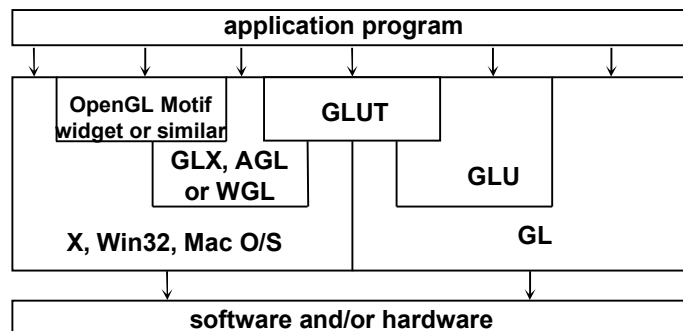 application program
OpenGL Motif
widget or similar
GLUT
GLX, AGL
or WGL
GLU
X, Win32, Mac O/S
GL
software and/or hardware